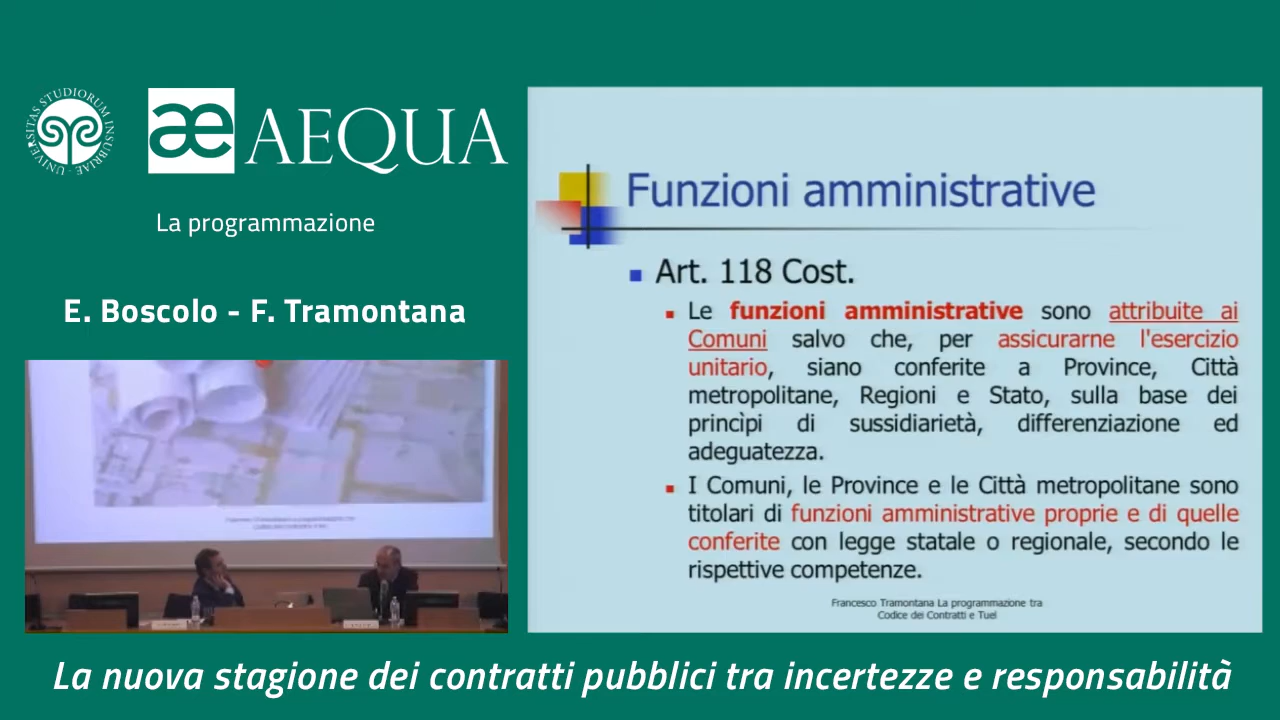 UNIVERSITAS STUDIORUM INSUBRIAE
æ AEQUA
La programmazione
E. Boscolo - F. Tramontana
Funzioni amministrative
Art. 118 Cost.
Le funzioni amministrative sono attribuite ai
Comuni salvo che, per assicurarne l'esercizio
unitario, siano conferite a Province, Città
metropolitane, Regioni e Stato, sulla base dei
princìpi di sussidiarietà, differenziazione ed
adeguatezza.
I Comuni, le Province e le Città metropolitane sono
titolari di funzioni amministrative proprie e di quelle
conferite con legge statale o regionale, secondo le
rispettive competenze.
Francesco Tramontana La programmazione tra
Codice dei Contratti e Tuel
La nuova stagione dei contratti pubblici tra incertezze e responsabilità